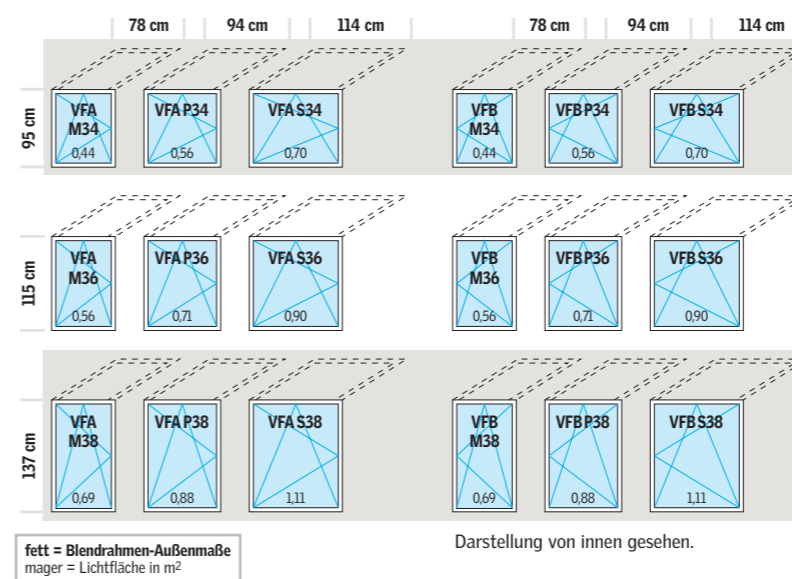 78 cm 94 cm 114 cm 78 cm 94 cm 114 cm
95 cm
VFA M34 VFA P34 VFA S34 VFB M34 VFB P34 VFB S34
0,44 0,56 0,70 0,44 0,56 0,70
115 cm
VFA M36 VFA P36 VFA S36 VFB M36 VFB P36 VFB S36
0,56 0,71 0,90 0,56 0,71 0,90
137 cm
VFA M38 VFA P38 VFA S38 VFB M38 VFB P38 VFB S38
0,69 0,88 1,11 0,69 0,88 1,11
fett = Blendrahmen-Außenmaße
mager = Lichtfläche in m²
Darstellung von innen gesehen.